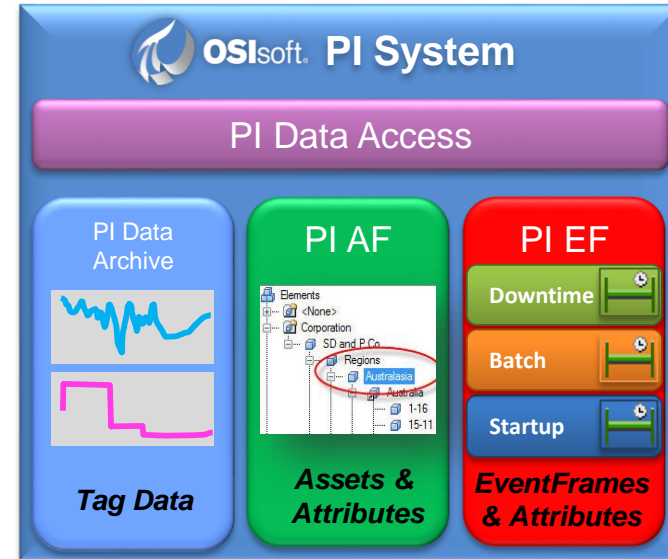 OSIsoft. PI System
PI Data Access
PI Data
Archive
Tag Data
PI AF
Elements
<None>
Corporation
SD and P Co
Regions
Australasia
Australia
1-16
15-11
Assets &
Attributes
PI EF
Downtime
Batch
Startup
EventFrames
& Attributes